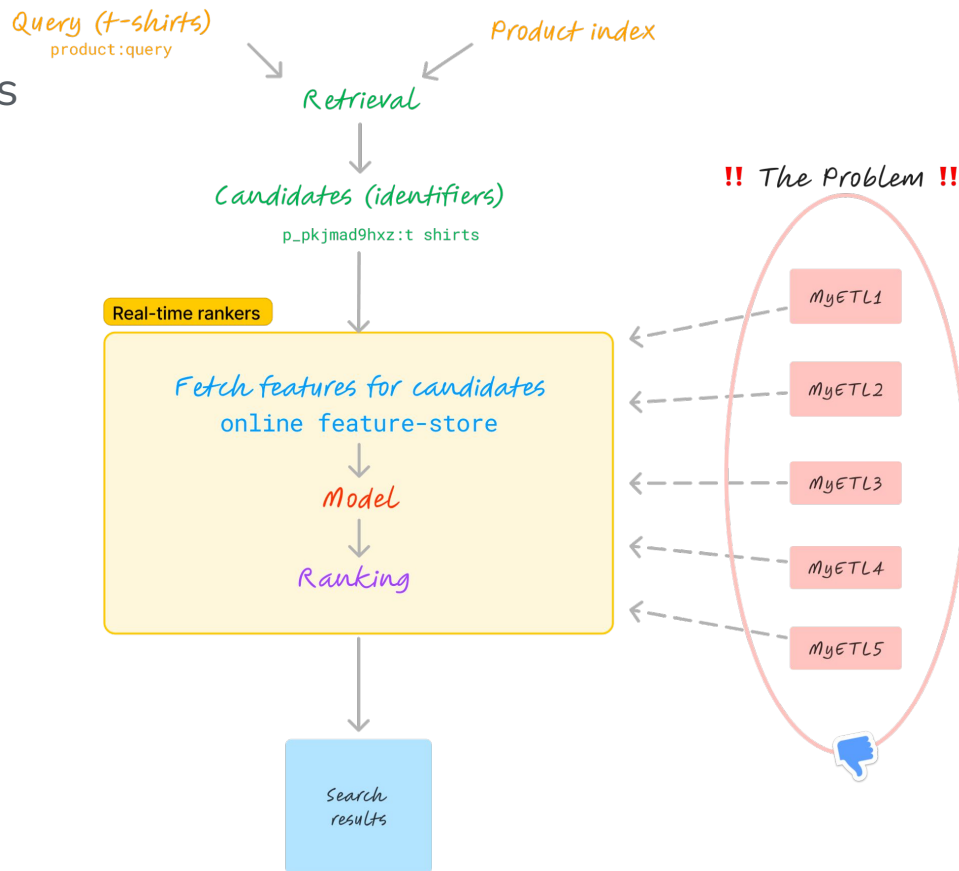 Query (t-shirts)
product:query
Product index
s
Retrieval
Candidates (identifiers)
p_pkjmad9hxz:t shirts
!! The Problem !!
Real-time rankers
Fetch features for candidates
online feature-store
Model
Ranking
MyETL1
MyETL2
MyETL3
MyETL4
MyETL5
Search
results